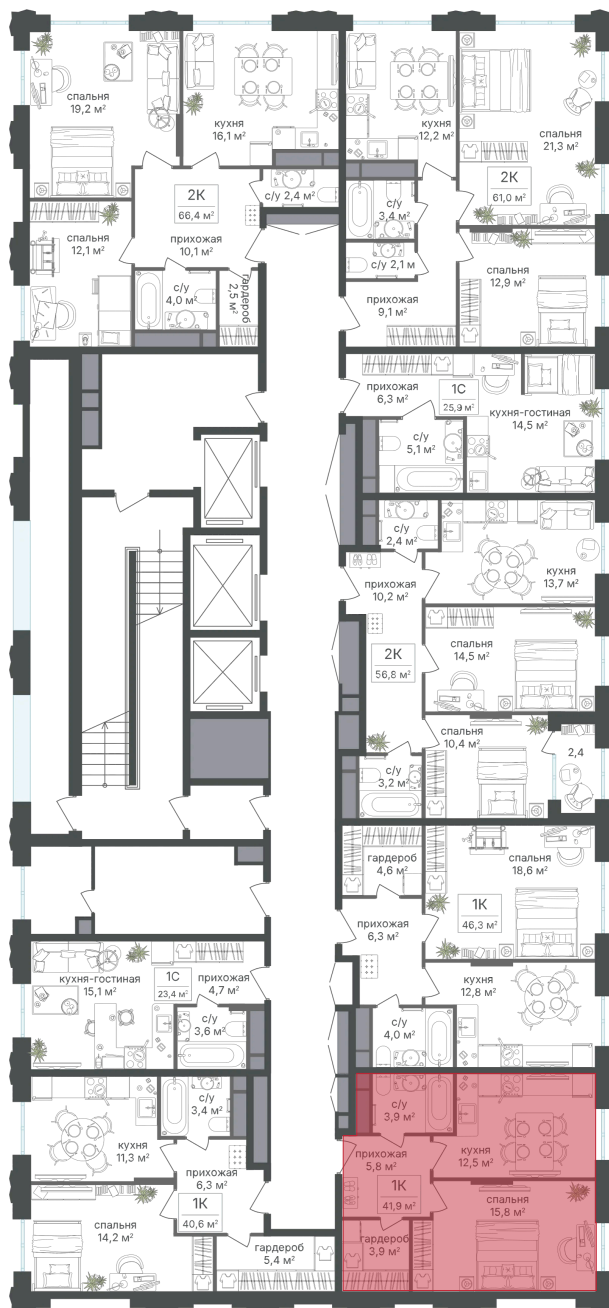 спальня
19,2 м²
кухня
16,1 м²
2К
66,4 м²
с/у 2,4 м²
спальня
12,1 м²
прихожая
10,1 м²
с/у
4,0 м²
гардероб
2,5 м²
кухня
12,2 м²
спальня
21,3 м²
2К
61,0 м²
с/у
3,4 м²
с/у 2,1 м
спальня
12,9 м²
прихожая
9,1 м²
прихожая
6,3 м²
1С
25,9 м²
кухня-гостиная
14,5 м²
с/у
5,1 м²
с/у
2,4 м²
кухня
13,7 м²
прихожая
10,2 м²
2К
56,8 м²
спальня
14,5 м²
спальня
10,4 м²
2,4
с/у
3,2 м²
гардероб
4,6 м²
спальня
18,6 м²
1К
46,3 м²
прихожая
6,3 м²
кухня
12,8 м²
с/у
4,0 м²
кухня-гостиная
15,1 м²
1С
23,4 м²
прихожая
4,7 м²
с/у
3,6 м²
с/у
3,4 м²
кухня
11,3 м²
прихожая
6,3 м²
1К
40,6 м²
спальня
14,2 м²
гардероб
5,4 м²
с/у
3,9 м²
прихожая
5,8 м²
кухня
12,5 м²
1К
41,9 м²
спальня
15,8 м²
гардероб
3,9 м²